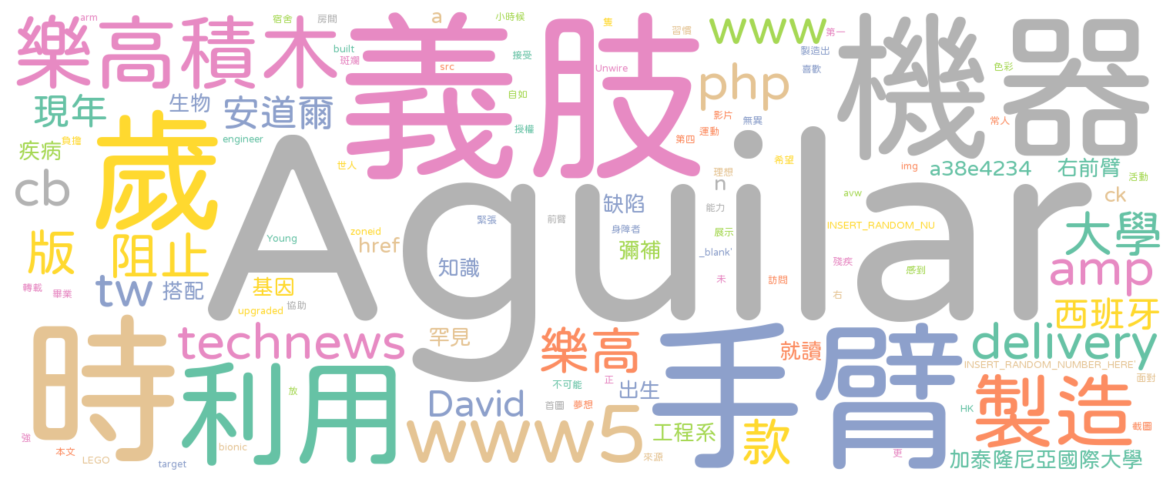 樂高積木
宿舍
arm
房間
a
小時候
義肢
www
第一
機器
built
斑斕
接受
src
Unwire
雙
習慣
製造出
喜歡
色彩
現年
生物
安道爾
自如
php
影片
無異
運動
常人
負擔
歲
engineer
授權
第四
疾病
世人
理想
希望
img
a38e4234
右前臂
n
活動
cb
Aguilar
缺陷
能力
avw
ck
緊張
前臂
身障者
INSERT_RANDOM_NU
大學
版
阻止
Young
zoneid
href
彌補
展示
_blank'
殘疾
感到
amp
知識
未
訪問
轉載
畢業
tw
搭配
基因
協助
upgraded
右
西班牙
時
technews
罕見
樂高
手臂
就讀
delivery
利用
不可能
正
出生
INSERT_RANDOM_NUMBER_HERE
面對
放
David
首圖
夢想
製造
HK
截圖
強
bionic
www5
工程系
款
本文
LEGO
target
來源
更
加泰隆尼亞國際大學